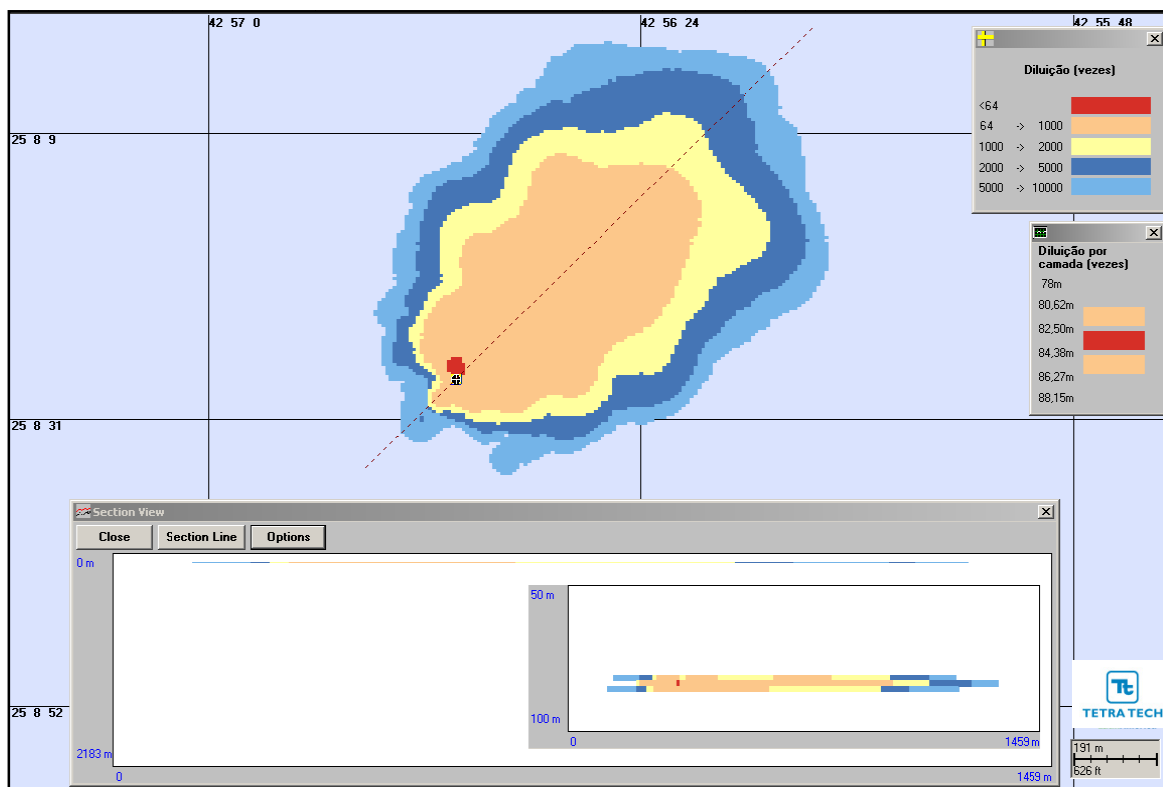 42 57 0
42 56 24
42 55 48
25 8 9
25 8 31
25 8 52
Diluição (vezes)
<64
64 -> 1000
1000 -> 2000
2000 -> 5000
5000 -> 10000
Diluição por
camada (vezes)
78m
80,62m
82,50m
84,38m
86,27m
88,15m
Section View
Close
Section Line
Options
0 m
2183 m
0
1459 m
50 m
100 m
0
1459 m
Tt
TETRA TECH
191 m
626 ft